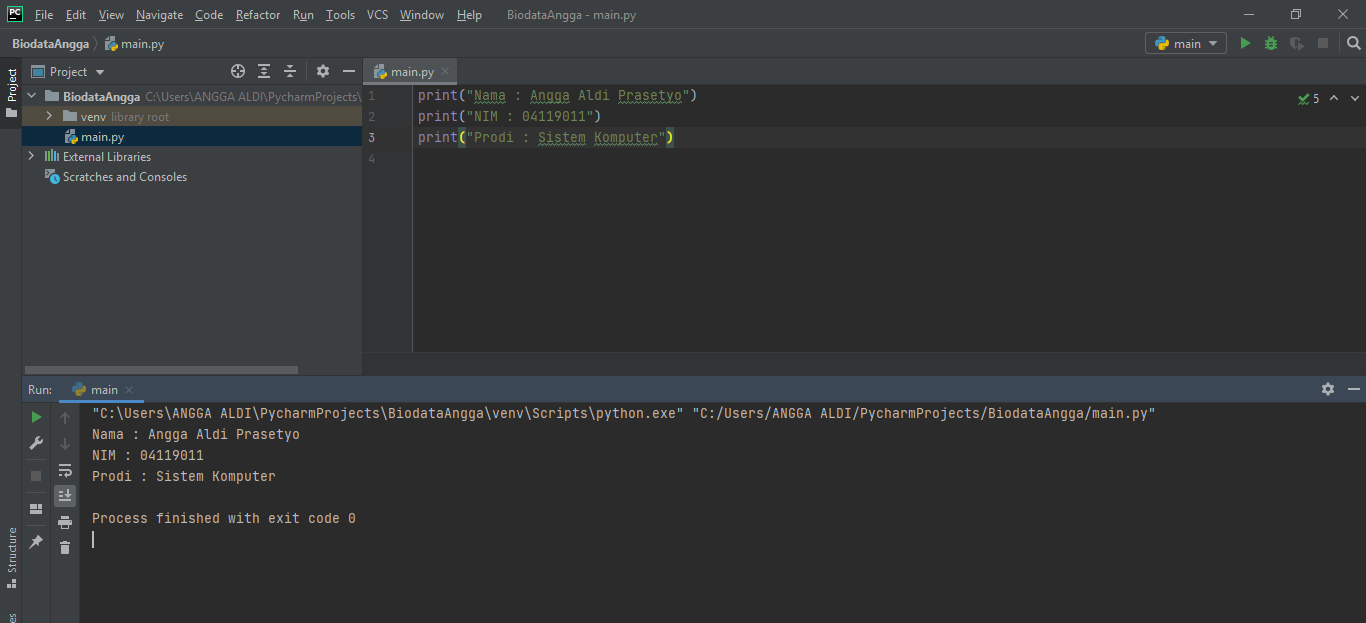 PC File Edit View Navigate Code Refactor Run Tools VCS Window Help BiodataAngga - main.py
BiodataAngga main.py main
Project Project main.py
BiodataAngga C:\Users\ANGGA ALDI\PycharmProjects\
venv library root
main.py
External Libraries
Scratches and Consoles
1 print("Nama : Angga Aldi Prasetyo") 5
2 print("NIM : 04119011")
3 print("Prodi : Sistem Komputer")
4
Run: main
"C:\Users\ANGGA ALDI\PycharmProjects\BiodataAngga\venv\Scripts\python.exe" "C:/Users/ANGGA ALDI/PycharmProjects/BiodataAngga/main.py"
Nama : Angga Aldi Prasetyo
NIM : 04119011
Prodi : Sistem Komputer
Process finished with exit code 0
Structure